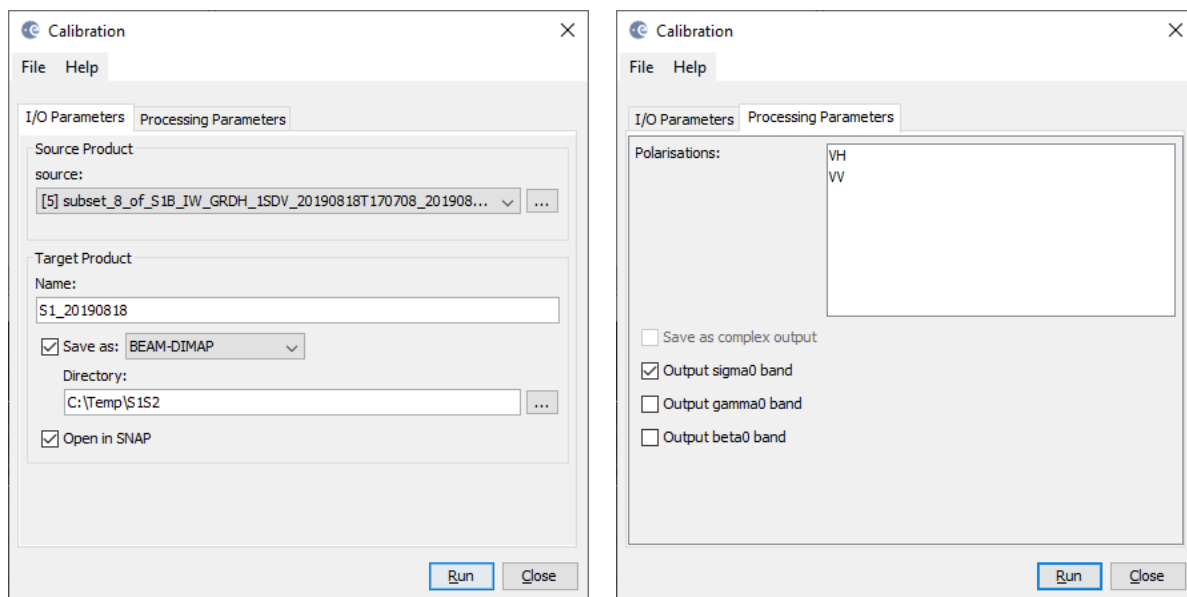 Calibration
File Help
I/O Parameters Processing Parameters
Source Product
source:
[5] subset_8_of_S1B_IW_GRDH_1SDV_20190818T170708_201908... ...
Target Product
Name:
S1_20190818
Save as: BEAM-DIMAP
Directory:
C:\Temp\S1S2 ...
Open in SNAP
Run Close
Calibration
File Help
I/O Parameters Processing Parameters
Polarisations: VH
VV
Save as complex output
Output sigma0 band
Output gamma0 band
Output beta0 band
Run Close